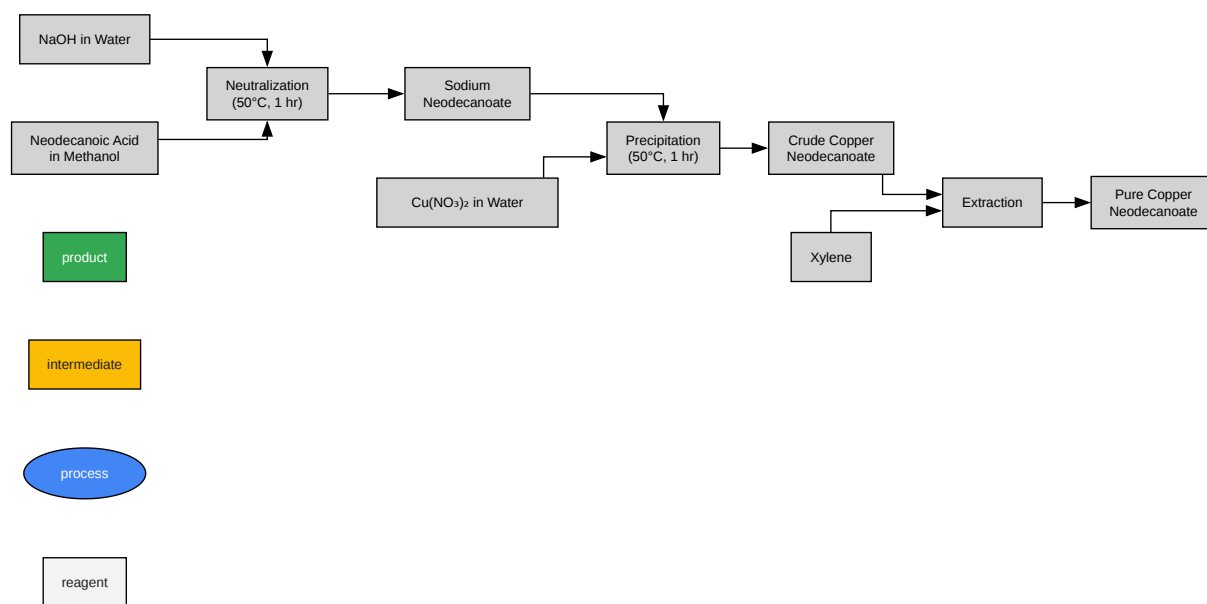 NaOH in Water
Neutralization
(50°C, 1 hr)
Sodium
Neodecanoate
Neodecanoic Acid
in Methanol
Precipitation
(50°C, 1 hr)
Crude Copper
Neodecanoate
Cu(NO₃)₂ in Water
Extraction
Pure Copper
Neodecanoate
Xylene
product
intermediate
process
reagent